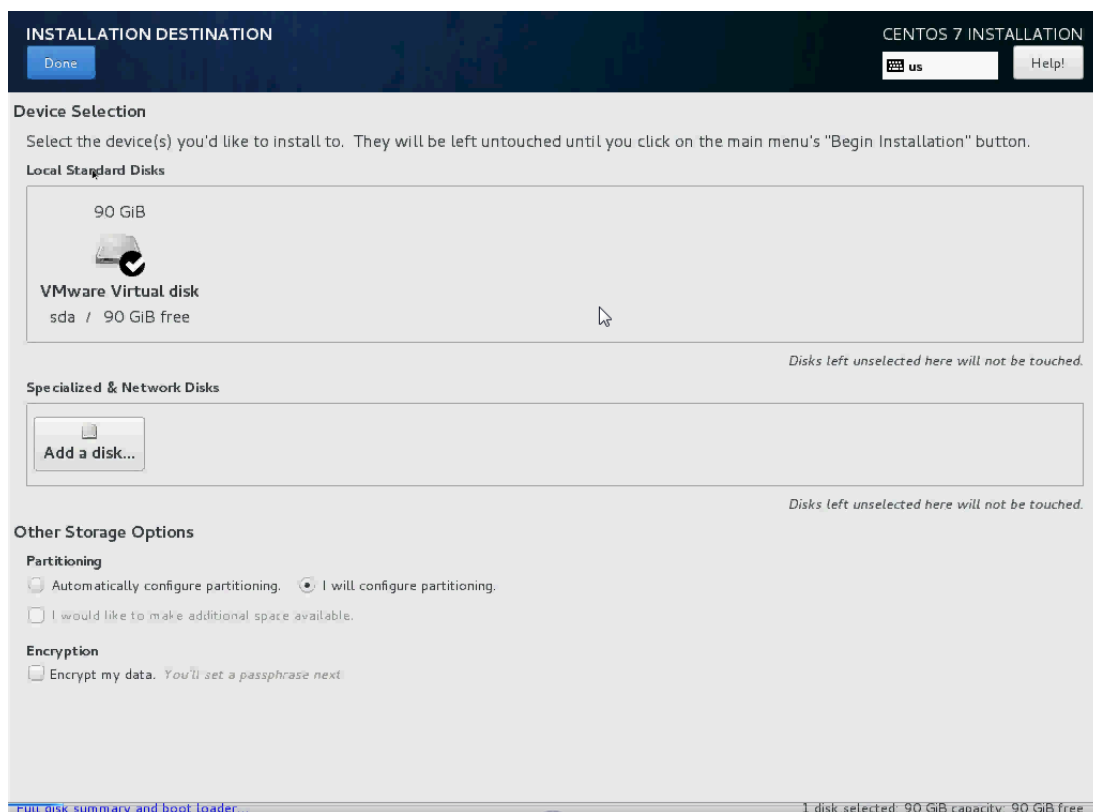 INSTALLATION DESTINATION
CENTOS 7 INSTALLATION
Done
us
Help!
Device Selection
Select the device(s) you'd like to install to. They will be left untouched until you click on the main menu's "Begin Installation" button.
Local Standard Disks
90 GiB
VMware Virtual disk
sda / 90 GiB free
Disks left unselected here will not be touched.
Specialized & Network Disks
Add a disk...
Disks left unselected here will not be touched.
Other Storage Options
Partitioning
Automatically configure partitioning. I will configure partitioning.
I would like to make additional space available.
Encryption
Encrypt my data. You'll set a passphrase next
Full disk summary and boot loader...
1 disk selected; 90 GiB capacity; 90 GiB free